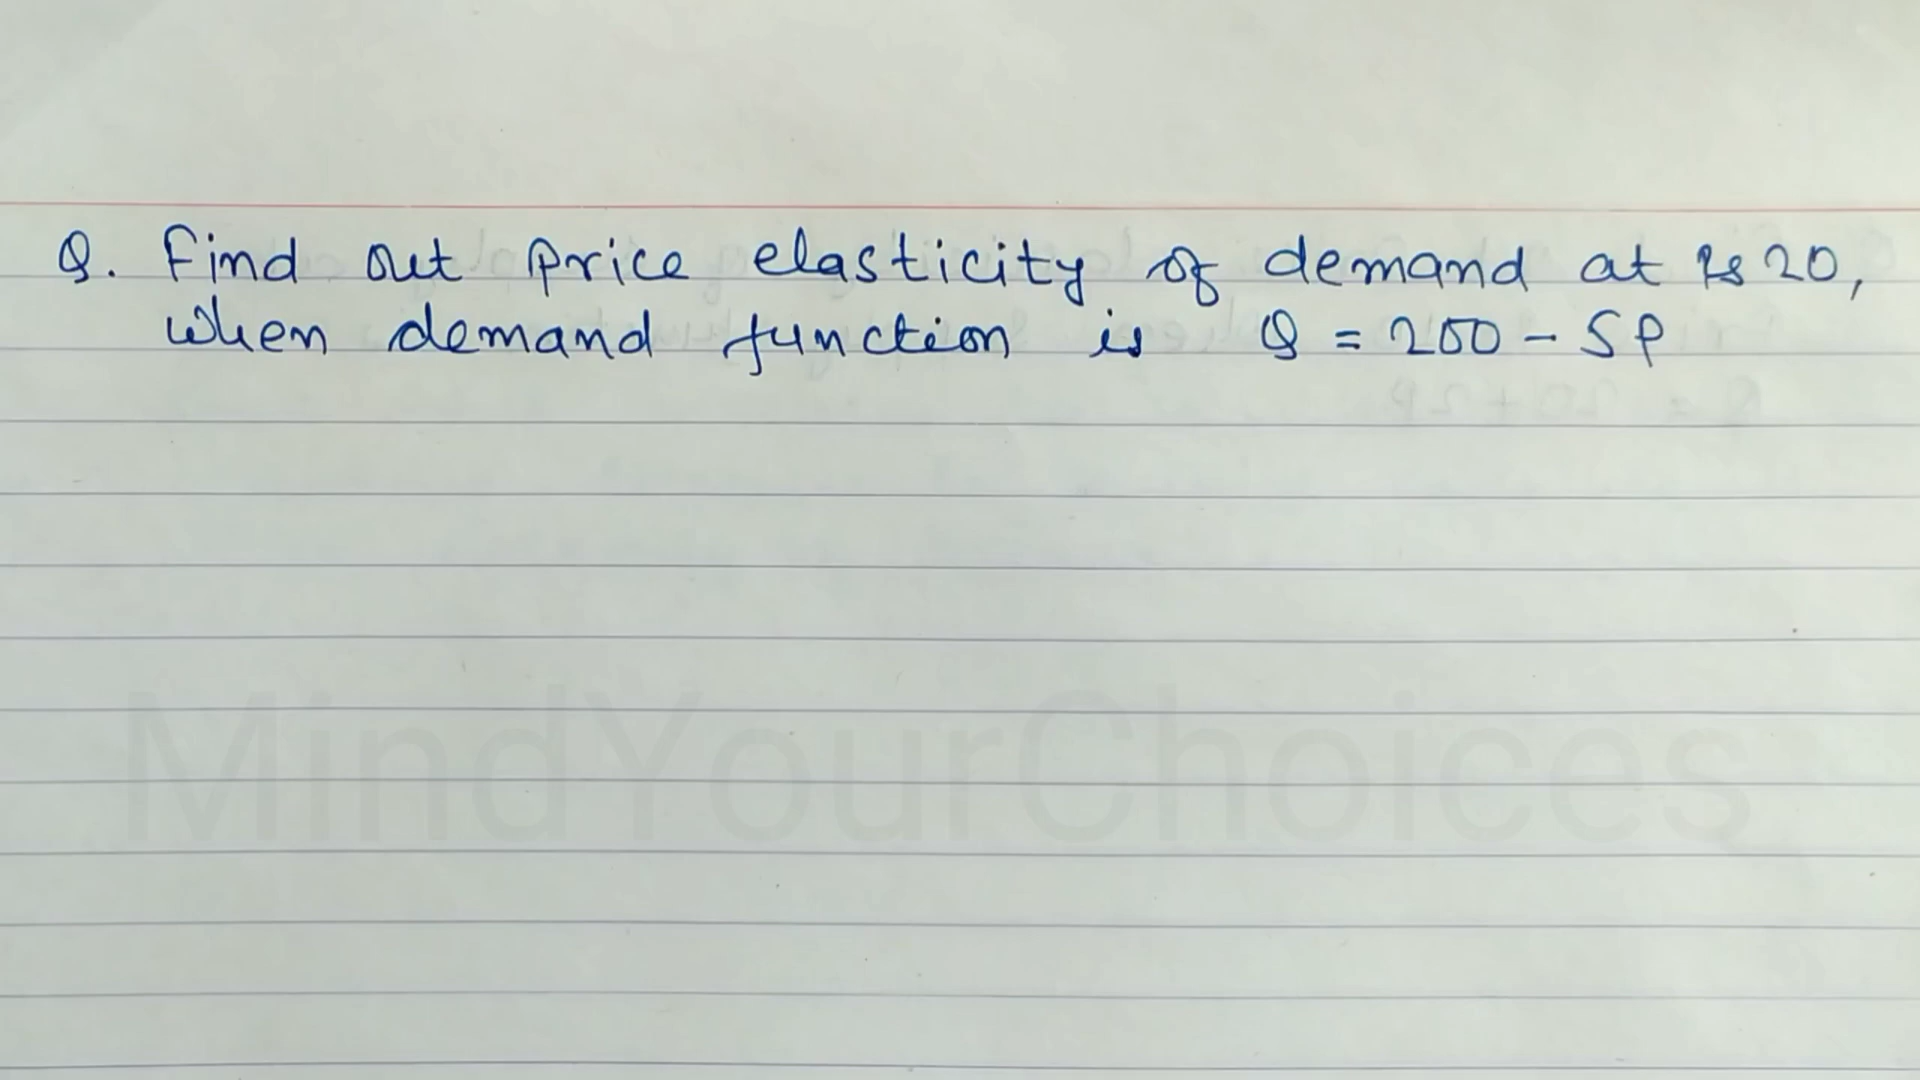 Q. Find out price elasticity of demand at Rs 20,
when demand function is Q = 200 - 5P
MindYourChoices